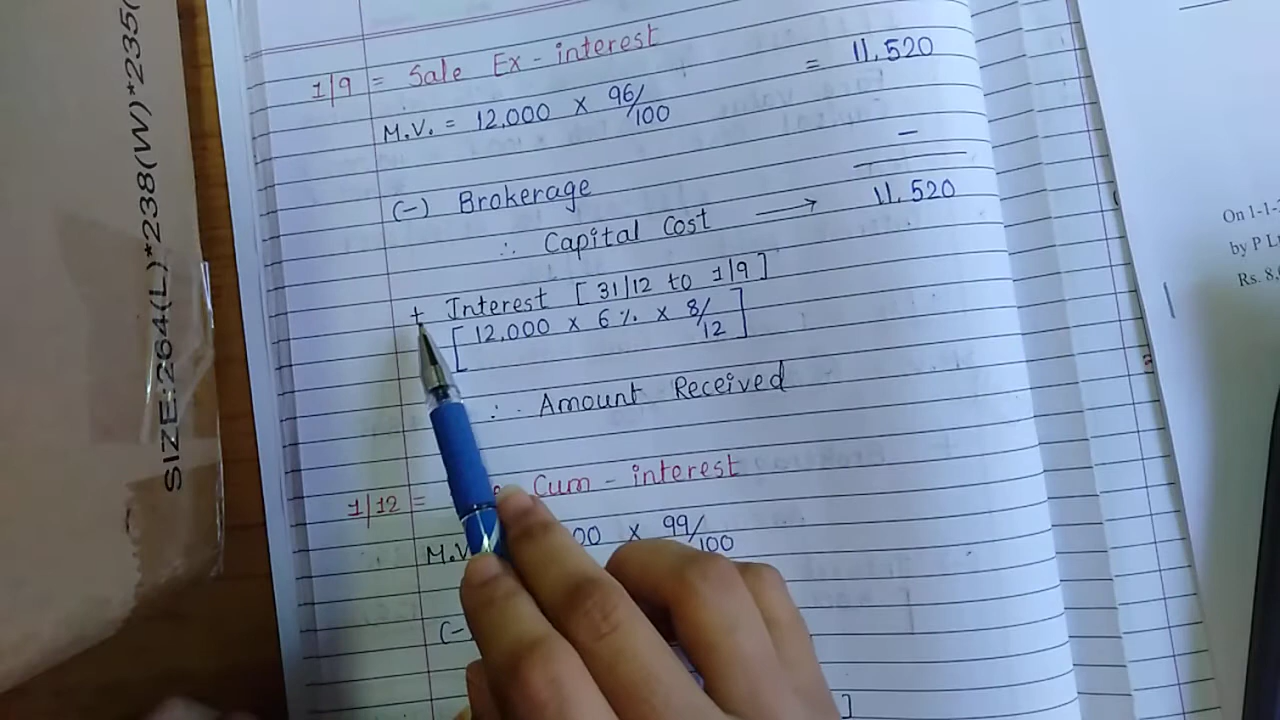 SIZE:264(L)*238(W)*235(
1/9 = Sale Ex - interest
M.V. = 12,000 x 96/100 = 11,520
(-) Brokerage –
∴ Capital Cost → 11,520
+ Interest [31/12 to 1/9]
[12,000 x 6% x 8/12]
∴ Amount Received
1/12 = Cum - interest
M.V. 00 x 99/100
(-)
]
On 1-1-
by P L
Rs. 8,